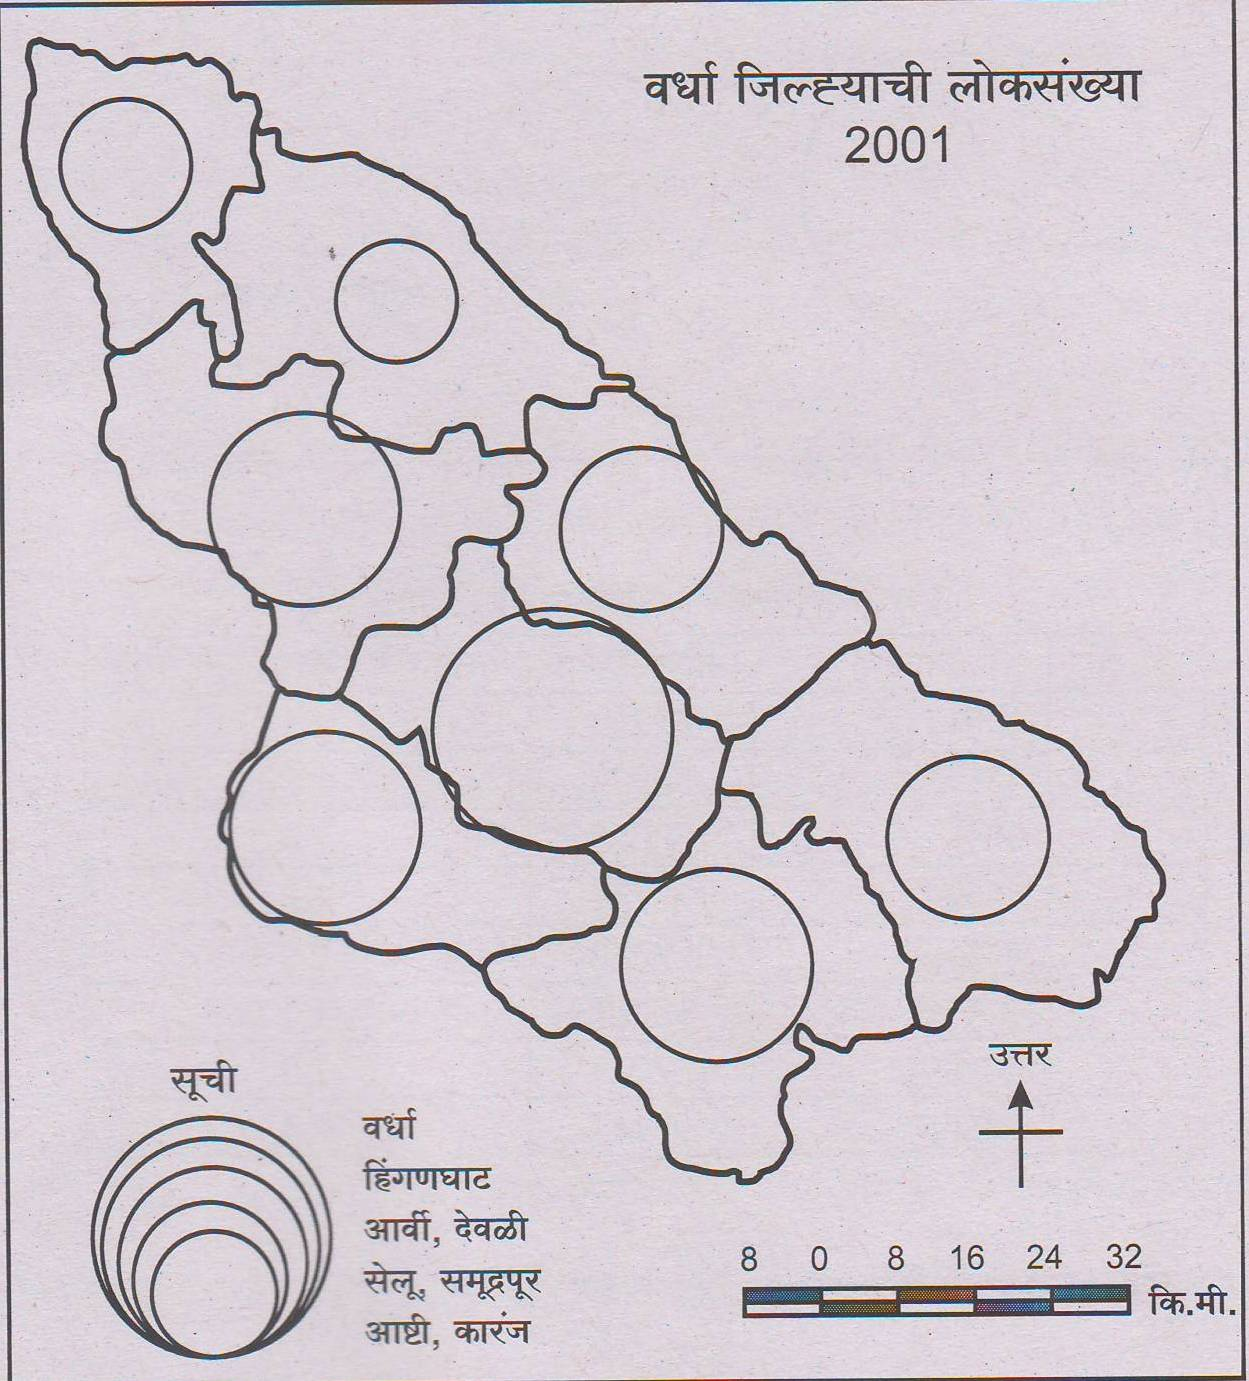 वर्धा जिल्ह्याची लोकसंख्या
2001
उत्तर
सूची
वर्धा
हिंगणघाट
आर्वी, देवळी
सेलू, समूद्रपूर
आष्टी, कारंज
8 0 8 16 24 32
कि.मी.